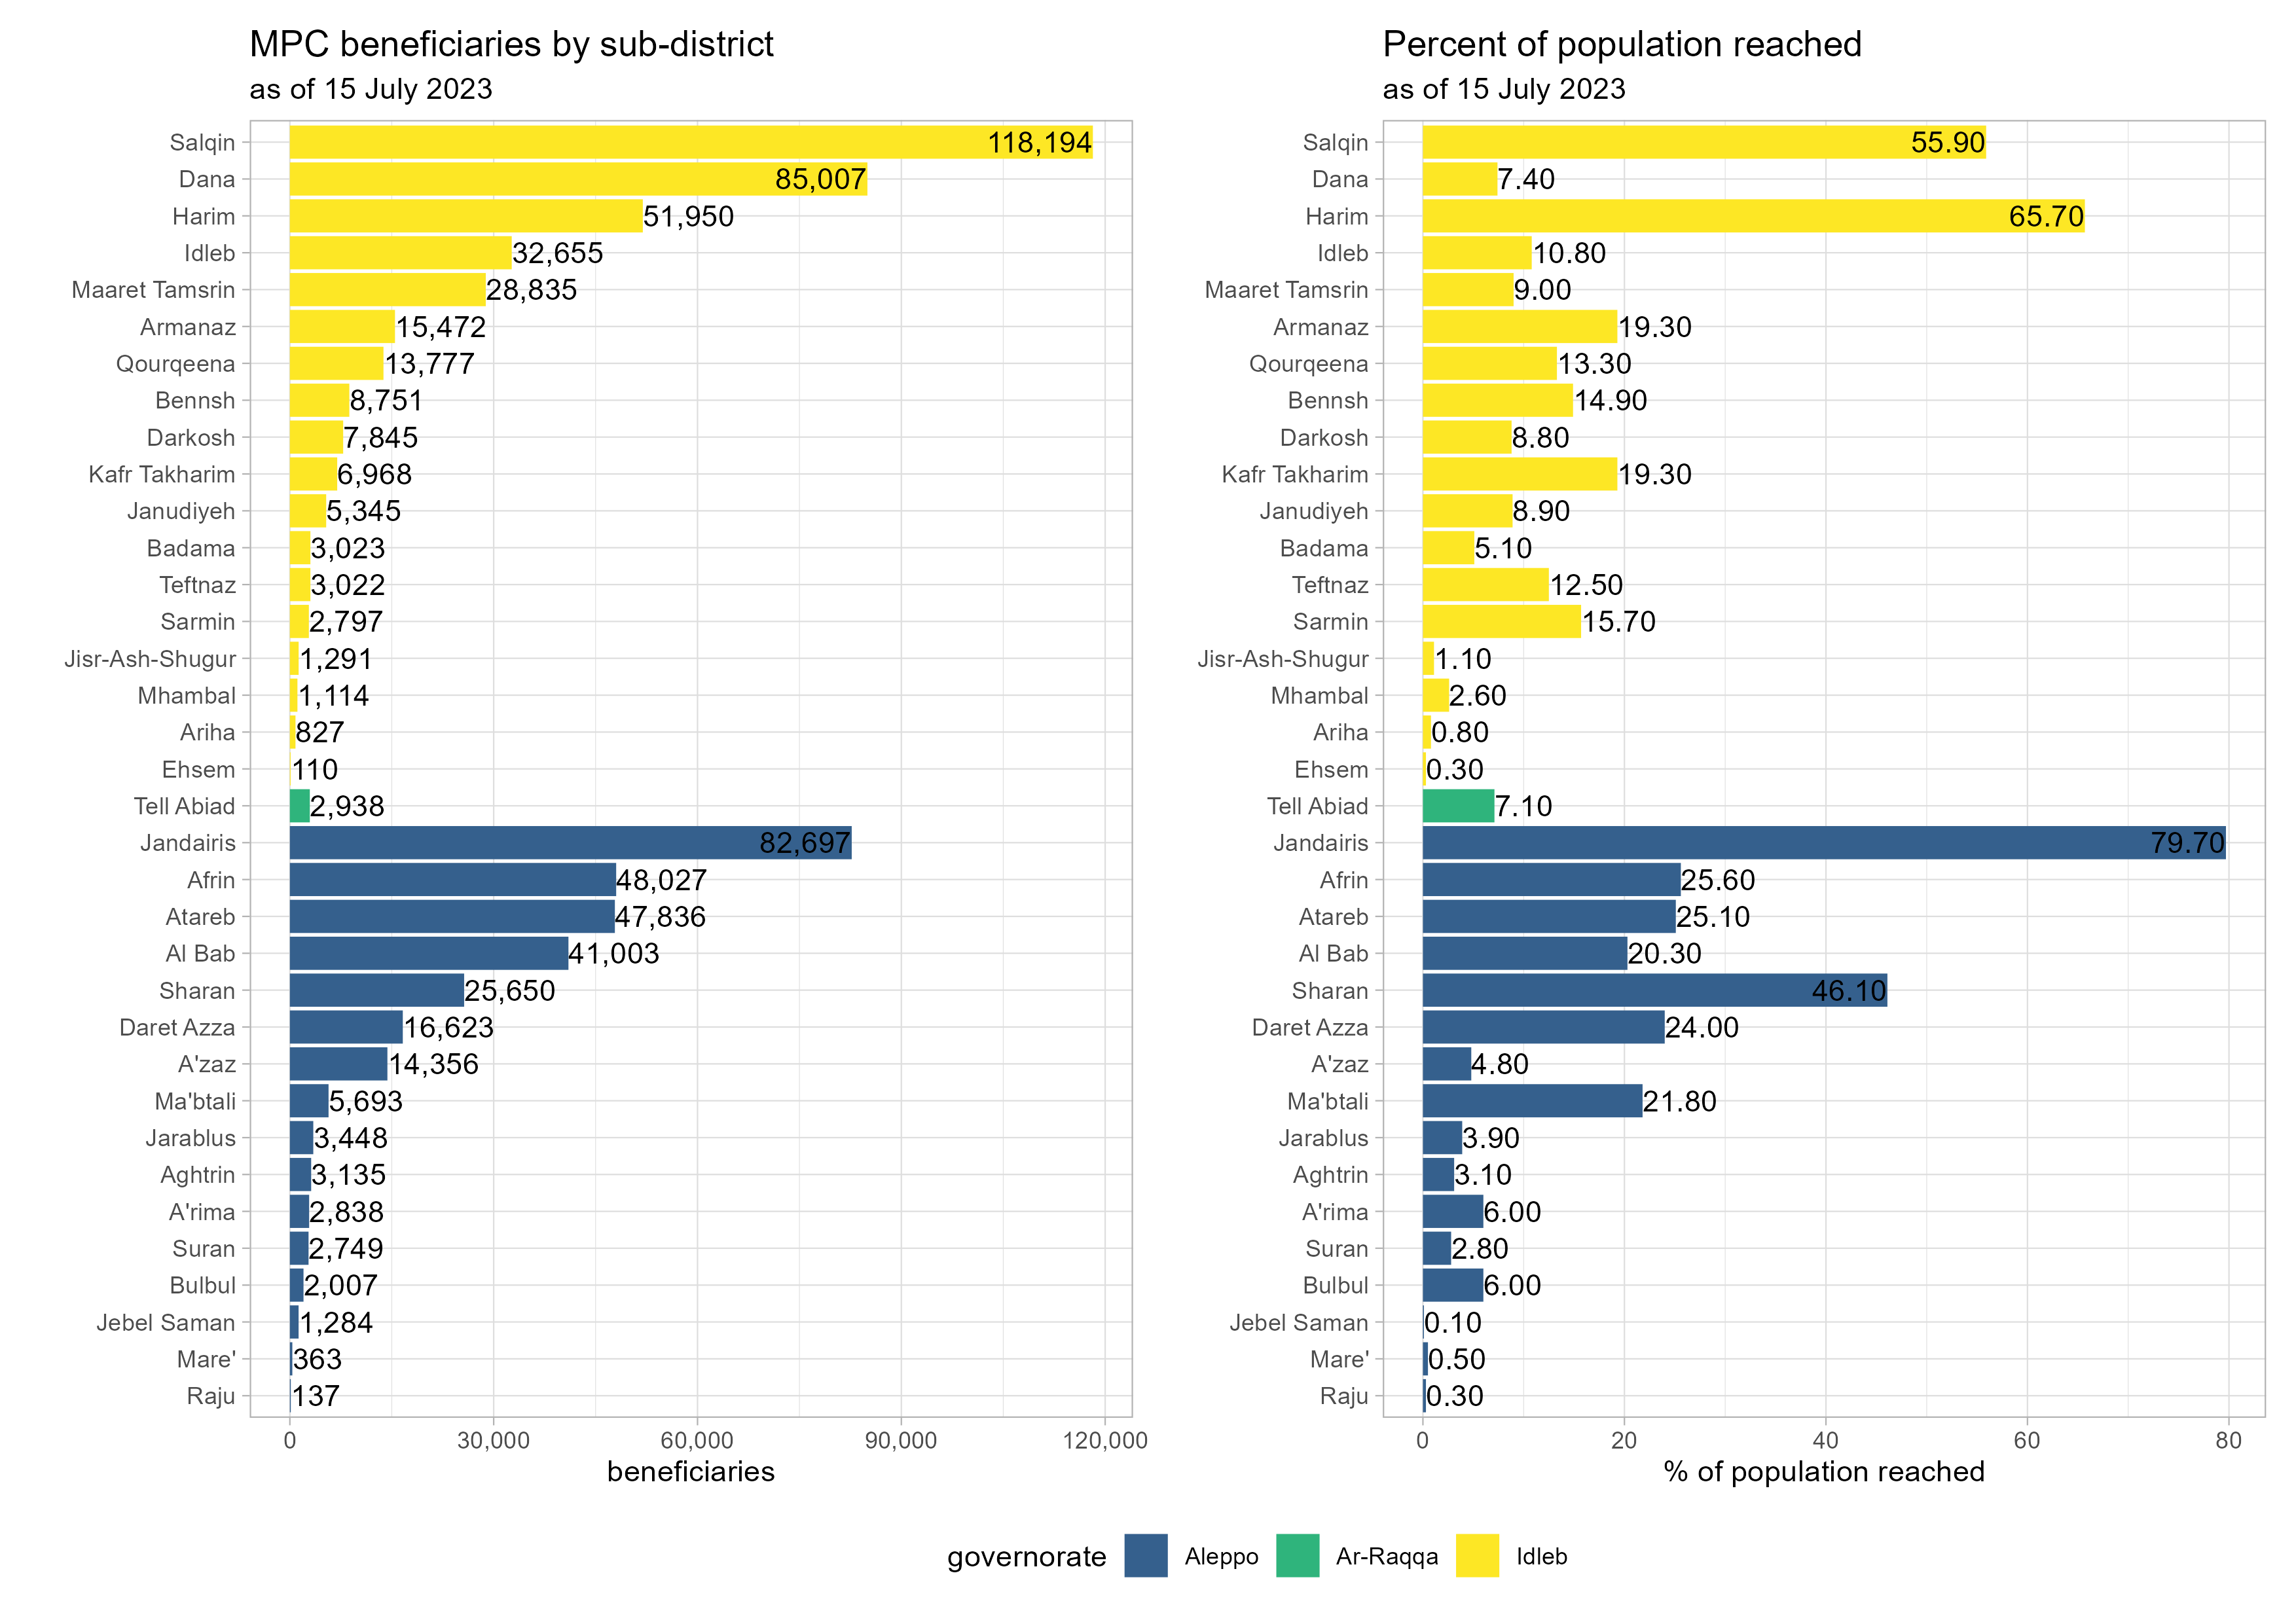 MPC beneficiaries by sub-district
as of 15 July 2023
Salqin 118,194
Dana 85,007
Harim 51,950
Idleb 32,655
Maaret Tamsrin 28,835
Armanaz 15,472
Qourqeena 13,777
Bennsh 8,751
Darkosh 7,845
Kafr Takharim 6,968
Janudiyeh 5,345
Badama 3,023
Teftnaz 3,022
Sarmin 2,797
Jisr-Ash-Shugur 1,291
Mhambal 1,114
Ariha 827
Ehsem 110
Tell Abiad 2,938
Jandairis 82,697
Afrin 48,027
Atareb 47,836
Al Bab 41,003
Sharan 25,650
Daret Azza 16,623
A'zaz 14,356
Ma'btali 5,693
Jarablus 3,448
Aghtrin 3,135
A'rima 2,838
Suran 2,749
Bulbul 2,007
Jebel Saman 1,284
Mare' 363
Raju 137
0 30,000 60,000 90,000 120,000
beneficiaries
Percent of population reached
as of 15 July 2023
Salqin 55.90
Dana 7.40
Harim 65.70
Idleb 10.80
Maaret Tamsrin 9.00
Armanaz 19.30
Qourqeena 13.30
Bennsh 14.90
Darkosh 8.80
Kafr Takharim 19.30
Janudiyeh 8.90
Badama 5.10
Teftnaz 12.50
Sarmin 15.70
Jisr-Ash-Shugur 1.10
Mhambal 2.60
Ariha 0.80
Ehsem 0.30
Tell Abiad 7.10
Jandairis 79.70
Afrin 25.60
Atareb 25.10
Al Bab 20.30
Sharan 46.10
Daret Azza 24.00
A'zaz 4.80
Ma'btali 21.80
Jarablus 3.90
Aghtrin 3.10
A'rima 6.00
Suran 2.80
Bulbul 6.00
Jebel Saman 0.10
Mare' 0.50
Raju 0.30
0 20 40 60 80
% of population reached
governorate Aleppo Ar-Raqqa Idleb